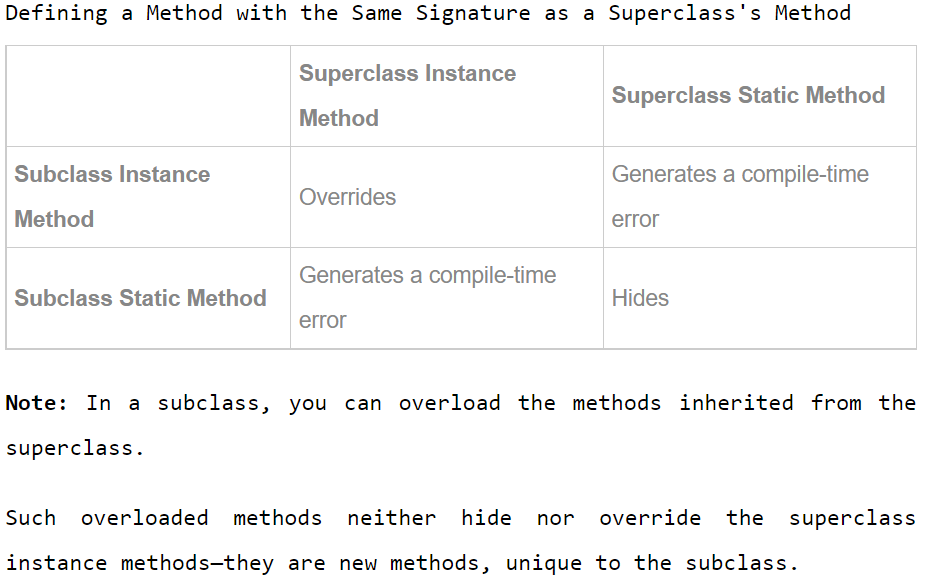 Defining a Method with the Same Signature as a Superclass's Method
Superclass Instance
Method
Superclass Static Method
Subclass Instance
Method
Overrides
Generates a compile-time
error
Subclass Static Method
Generates a compile-time
error
Hides
Note: In a subclass, you can overload the methods inherited from the
superclass.
Such overloaded methods neither hide nor override the superclass
instance methods—they are new methods, unique to the subclass.